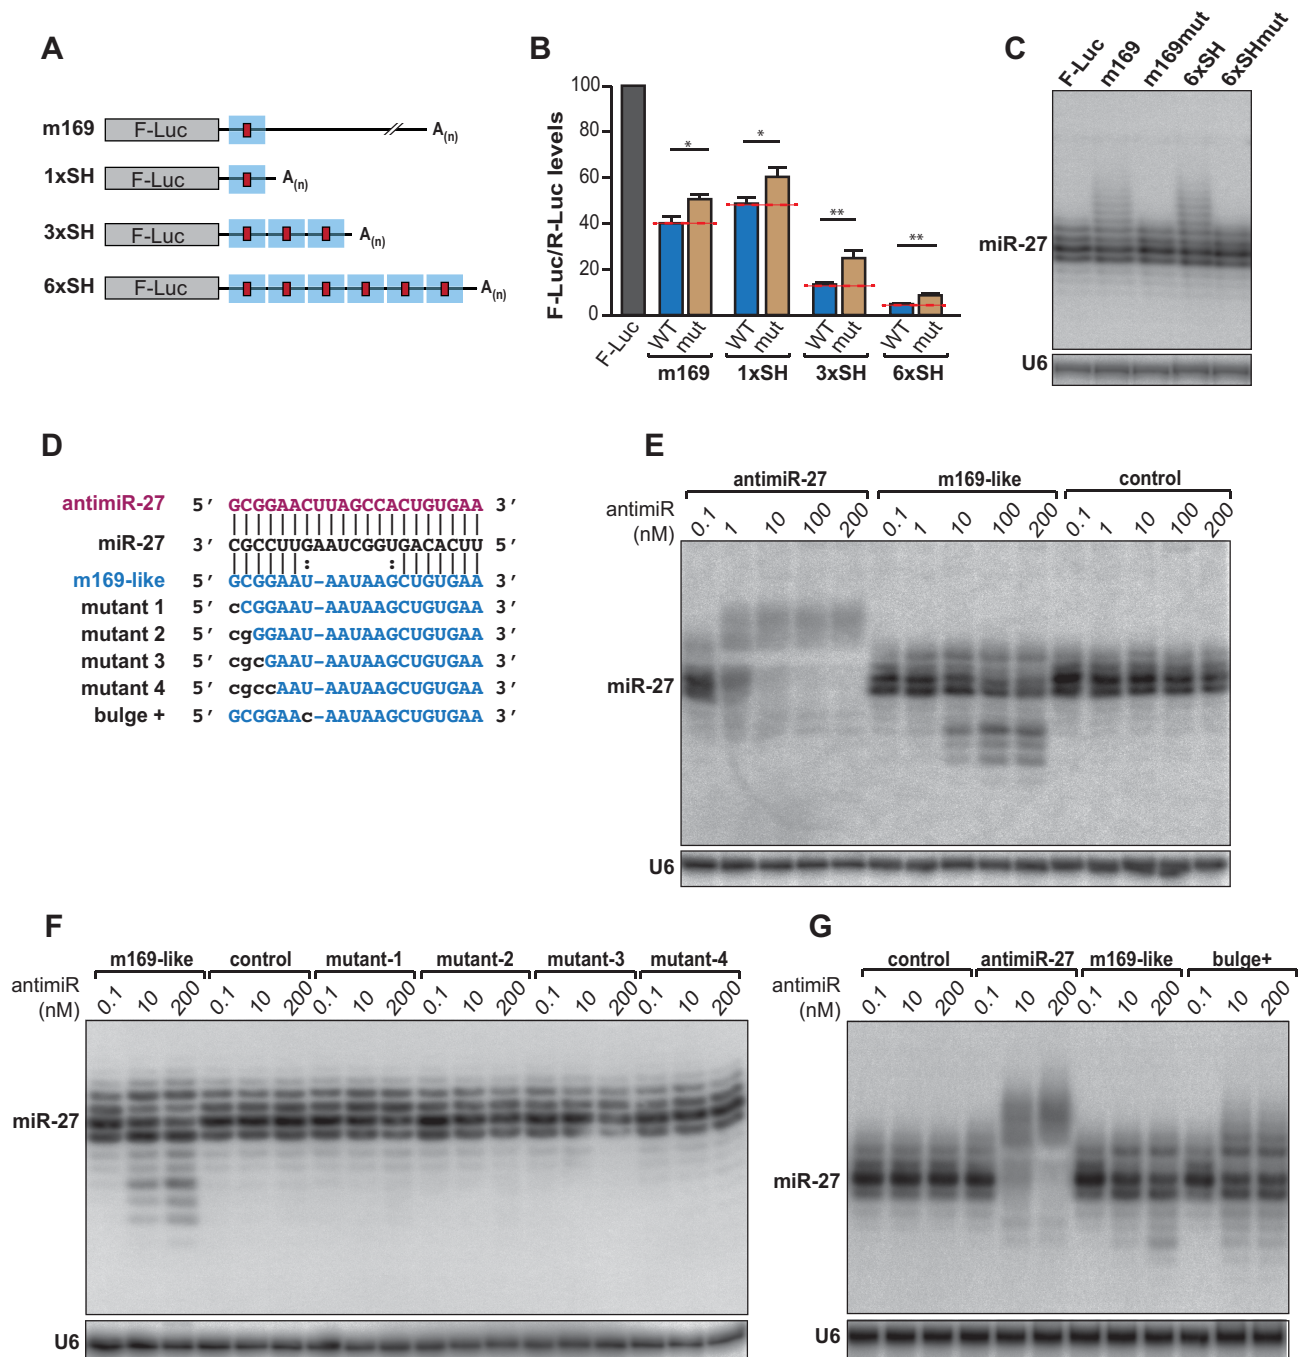 A
m169 F-Luc A(n)
1xSH F-Luc A(n)
3xSH F-Luc A(n)
6xSH F-Luc A(n)
B
F-Luc/R-Luc levels
100
80
60
40
20
0
* * ** **
F-Luc WT mut WT mut WT mut WT mut
m169 1xSH 3xSH 6xSH
C
F-Luc m169 m169mut 6xSH 6xSHmut
miR-27
U6
D
antimiR-27 5′ GCGGAACUUAGCCACUGUGAA 3′
miR-27 3′ CGCCUUGAAUCGGUGACACUU 5′
m169-like 5′ GCGGAAU-AAUAAGCUGUGAA 3′
mutant 1 5′ cCGGAAU-AAUAAGCUGUGAA 3′
mutant 2 5′ cgGGAAU-AAUAAGCUGUGAA 3′
mutant 3 5′ cgcGAAU-AAUAAGCUGUGAA 3′
mutant 4 5′ cgccAAU-AAUAAGCUGUGAA 3′
bulge + 5′ GCGGAAc-AAUAAGCUGUGAA 3′
E
antimiR-27 m169-like control
antimiR (nM) 0.1 1 10 100 200 0.1 1 10 100 200 0.1 1 10 100 200
miR-27
U6
F
m169-like control mutant-1 mutant-2 mutant-3 mutant-4
antimiR (nM) 0.1 10 200 0.1 10 200 0.1 10 200 0.1 10 200 0.1 10 200 0.1 10 200
miR-27
U6
G
control antimiR-27 m169-like bulge+
antimiR (nM) 0.1 10 200 0.1 10 200 0.1 10 200 0.1 10 200
miR-27
U6